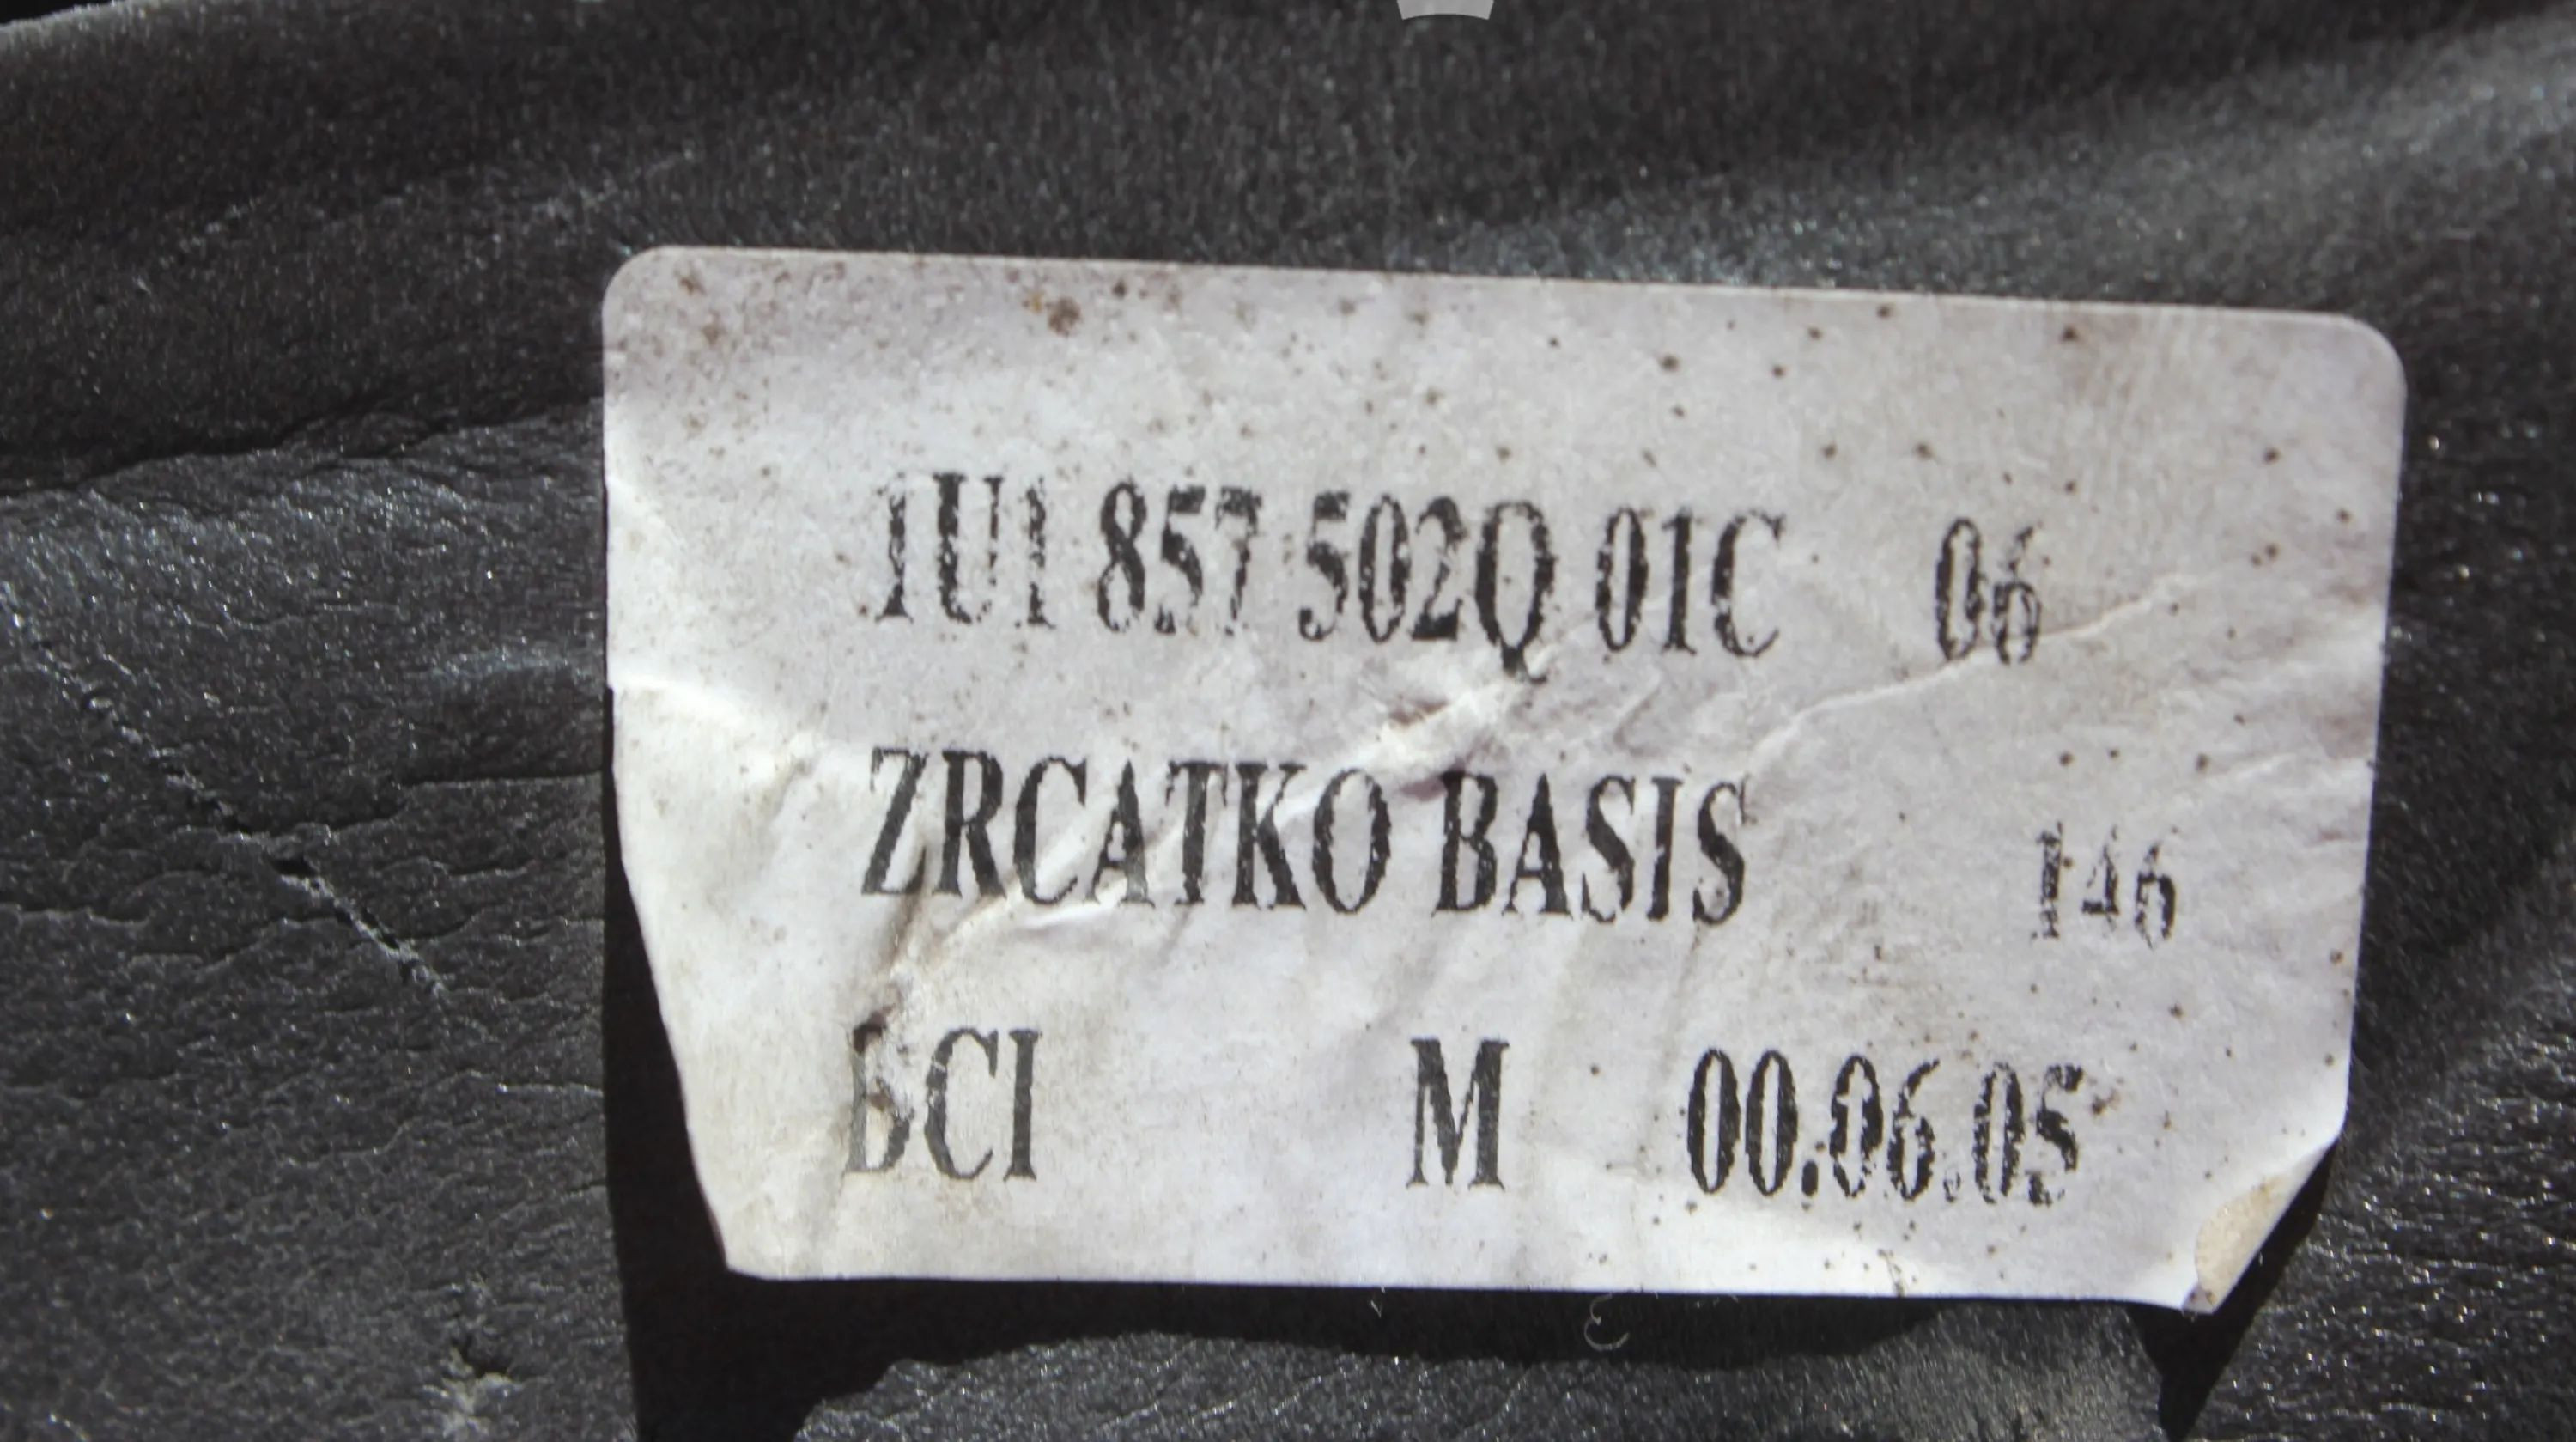 1U1 857 502Q 01C 06
ZRCATKO BASIS 146
BCI M 00.06.05